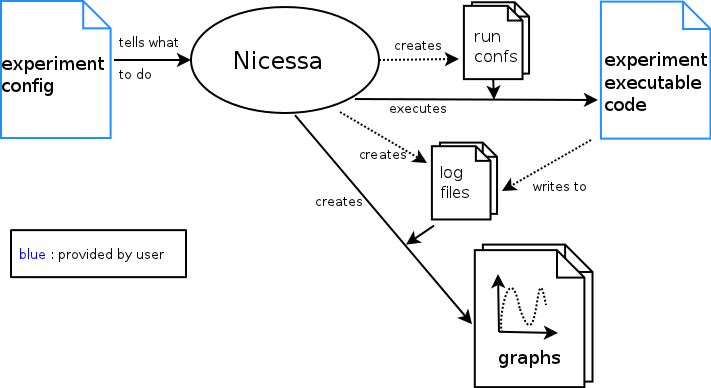 tells what
to do
experiment
config
Nicessa
creates
run
confs
executes
experiment
executable
code
creates
log
files
writes to
creates
blue : provided by user
graphs